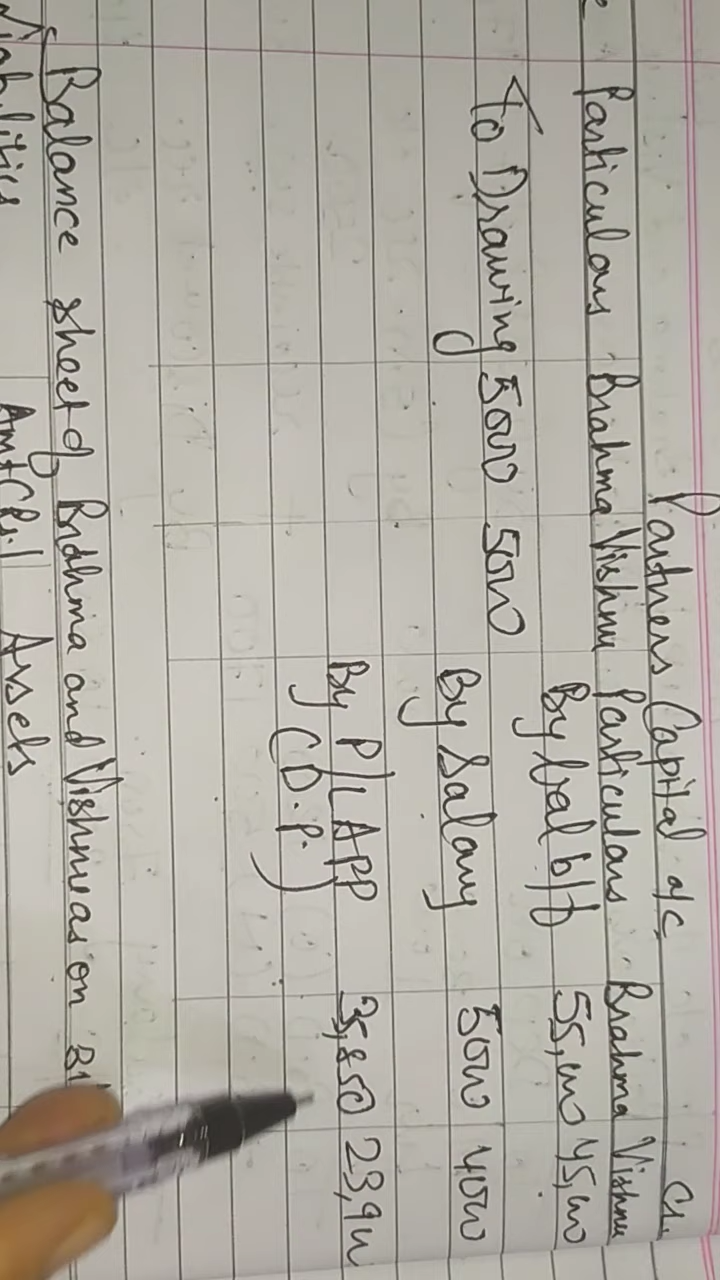 Partners Capital a/c
Cr.
Particulars Brahma Vishnu Particulars Brahma Vishnu
By bal b/f 55,000 45,000
To Drawing 5000 5000 By Salary 5000 4000
By P/L APP 35,850 23,900
(D.P.)
Balance sheet of Brahma and Vishnu as on 31
Liabilities Amt (Rs.) Assets